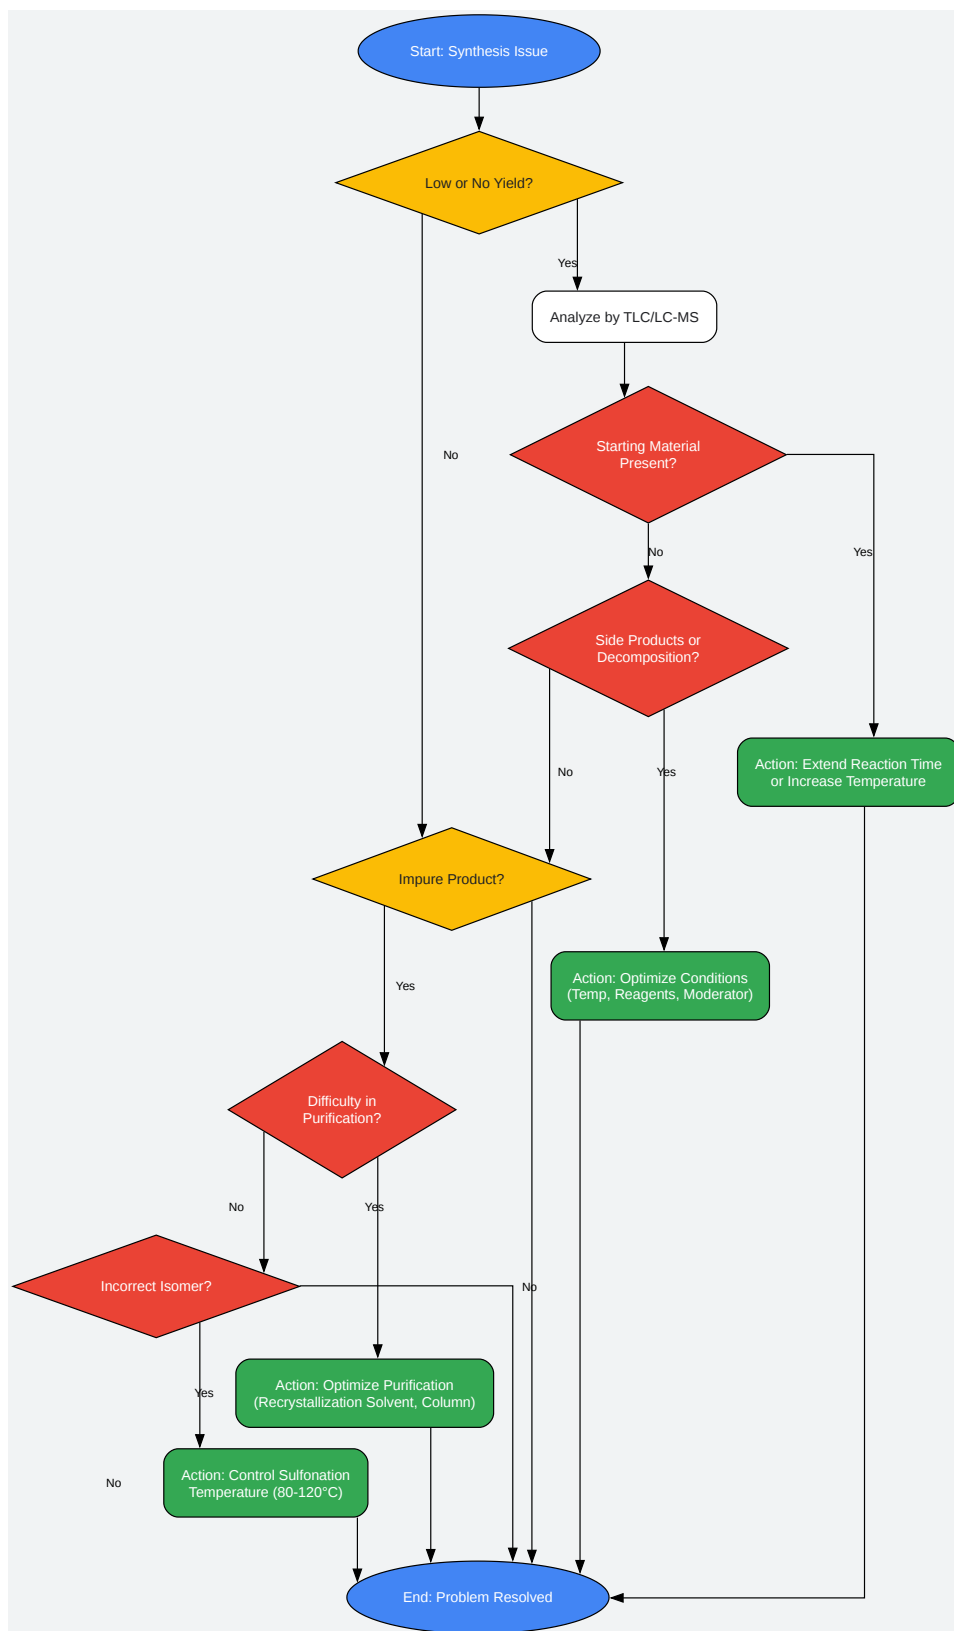 Start: Synthesis Issue
Low or No Yield?
Yes
Analyze by TLC/LC-MS
Starting Material
Present?
No
No
Yes
Side Products or
Decomposition?
No
Yes
Action: Extend Reaction Time
or Increase Temperature
Impure Product?
Action: Optimize Conditions
(Temp, Reagents, Moderator)
Yes
Difficulty in
Purification?
No
Yes
Incorrect Isomer?
No
Action: Optimize Purification
(Recrystallization Solvent, Column)
Yes
Action: Control Sulfonation
Temperature (80-120°C)
No
End: Problem Resolved